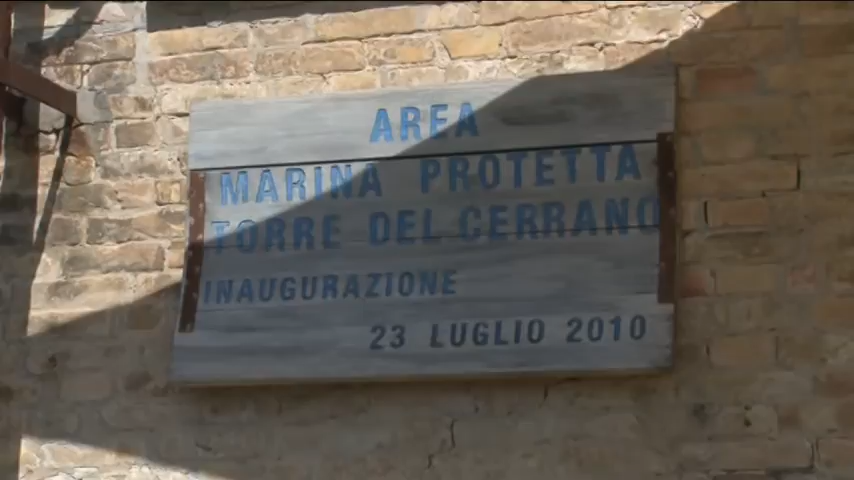 AREA
MARINA PROTETTA
TORRE DEL CERRANO
INAUGURAZIONE
23 LUGLIO 2010